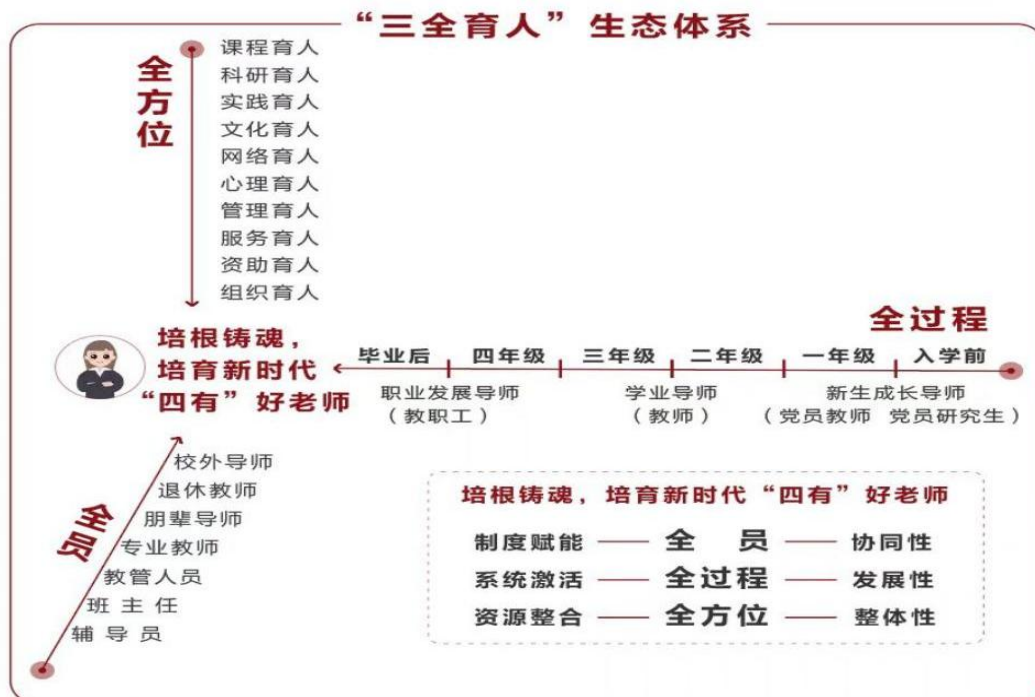 “三全育人”生态体系
全方位
课程育人
科研育人
实践育人
文化育人
网络育人
心理育人
管理育人
服务育人
资助育人
组织育人
培根铸魂，
培育新时代
“四有”好老师
全过程
毕业后 四年级 三年级 二年级 一年级 入学前
职业发展导师 学业导师 新生成长导师
（教职工） （教师） （党员教师 党员研究生）
全员
校外导师
退休教师
朋辈导师
专业教师
教管人员
班主任
辅导员
培根铸魂，培育新时代“四有”好老师
制度赋能 — 全员 — 协同性
系统激活 — 全过程 — 发展性
资源整合 — 全方位 — 整体性